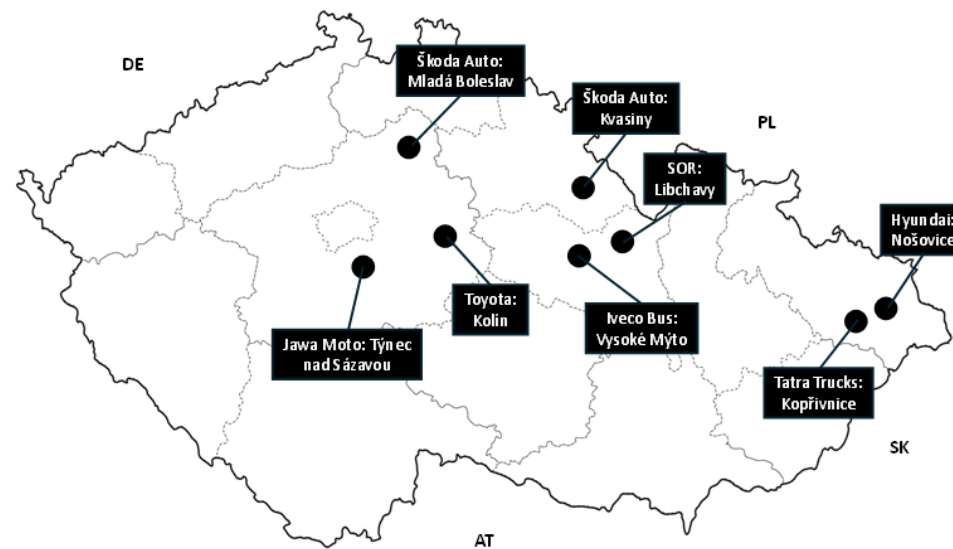 DE
Škoda Auto:
Mladá Boleslav
Škoda Auto:
Kvasiny
PL
SOR:
Libchavy
Hyundai:
Nošovice
Toyota:
Kolín
Iveco Bus:
Vysoké Mýto
Jawa Moto: Týnec
nad Sázavou
Tatra Trucks:
Kopřivnice
SK
AT